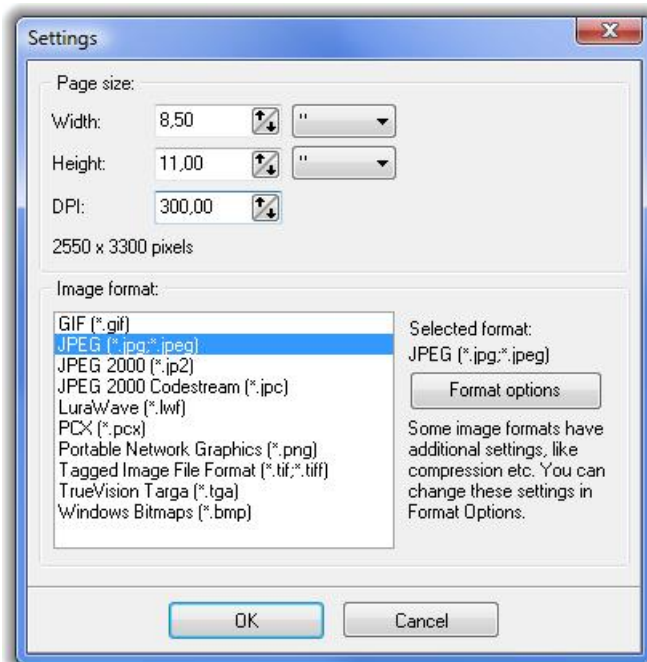 Settings
Page size:
Width: 8,50 "
Height: 11,00 "
DPI: 300,00
2550 x 3300 pixels
Image format:
GIF (*.gif)
JPEG (*.jpg;*.jpeg)
JPEG 2000 (*.jp2)
JPEG 2000 Codestream (*.jpc)
LuraWave (*.lwf)
PCX (*.pcx)
Portable Network Graphics (*.png)
Tagged Image File Format (*.tif;*.tiff)
TrueVision Targa (*.tga)
Windows Bitmaps (*.bmp)
Selected format:
JPEG (*.jpg;*.jpeg)
Format options
Some image formats have
additional settings, like
compression etc. You can
change these settings in
Format Options.
OK
Cancel